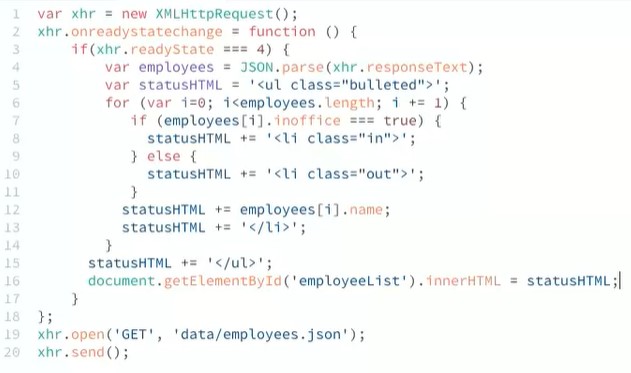 1 var xhr = new XMLHttpRequest();
2 xhr.onreadystatechange = function () {
3 if(xhr.readyState === 4) {
4 var employees = JSON.parse(xhr.responseText);
5 var statusHTML = '<ul class="bulleted">';
6 for (var i=0; i<employees.length; i += 1) {
7 if (employees[i].inoffice === true) {
8 statusHTML += '<li class="in">';
9 } else {
10 statusHTML += '<li class="out">';
11 }
12 statusHTML += employees[i].name;
13 statusHTML += '</li>';
14 }
15 statusHTML += '</ul>';
16 document.getElementById('employeeList').innerHTML = statusHTML;
17 }
18 };
19 xhr.open('GET', 'data/employees.json');
20 xhr.send();